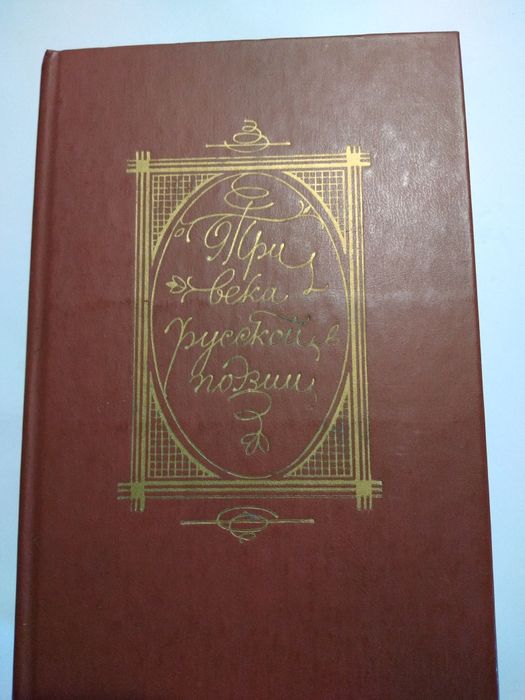 Три
века
русской
поэзии